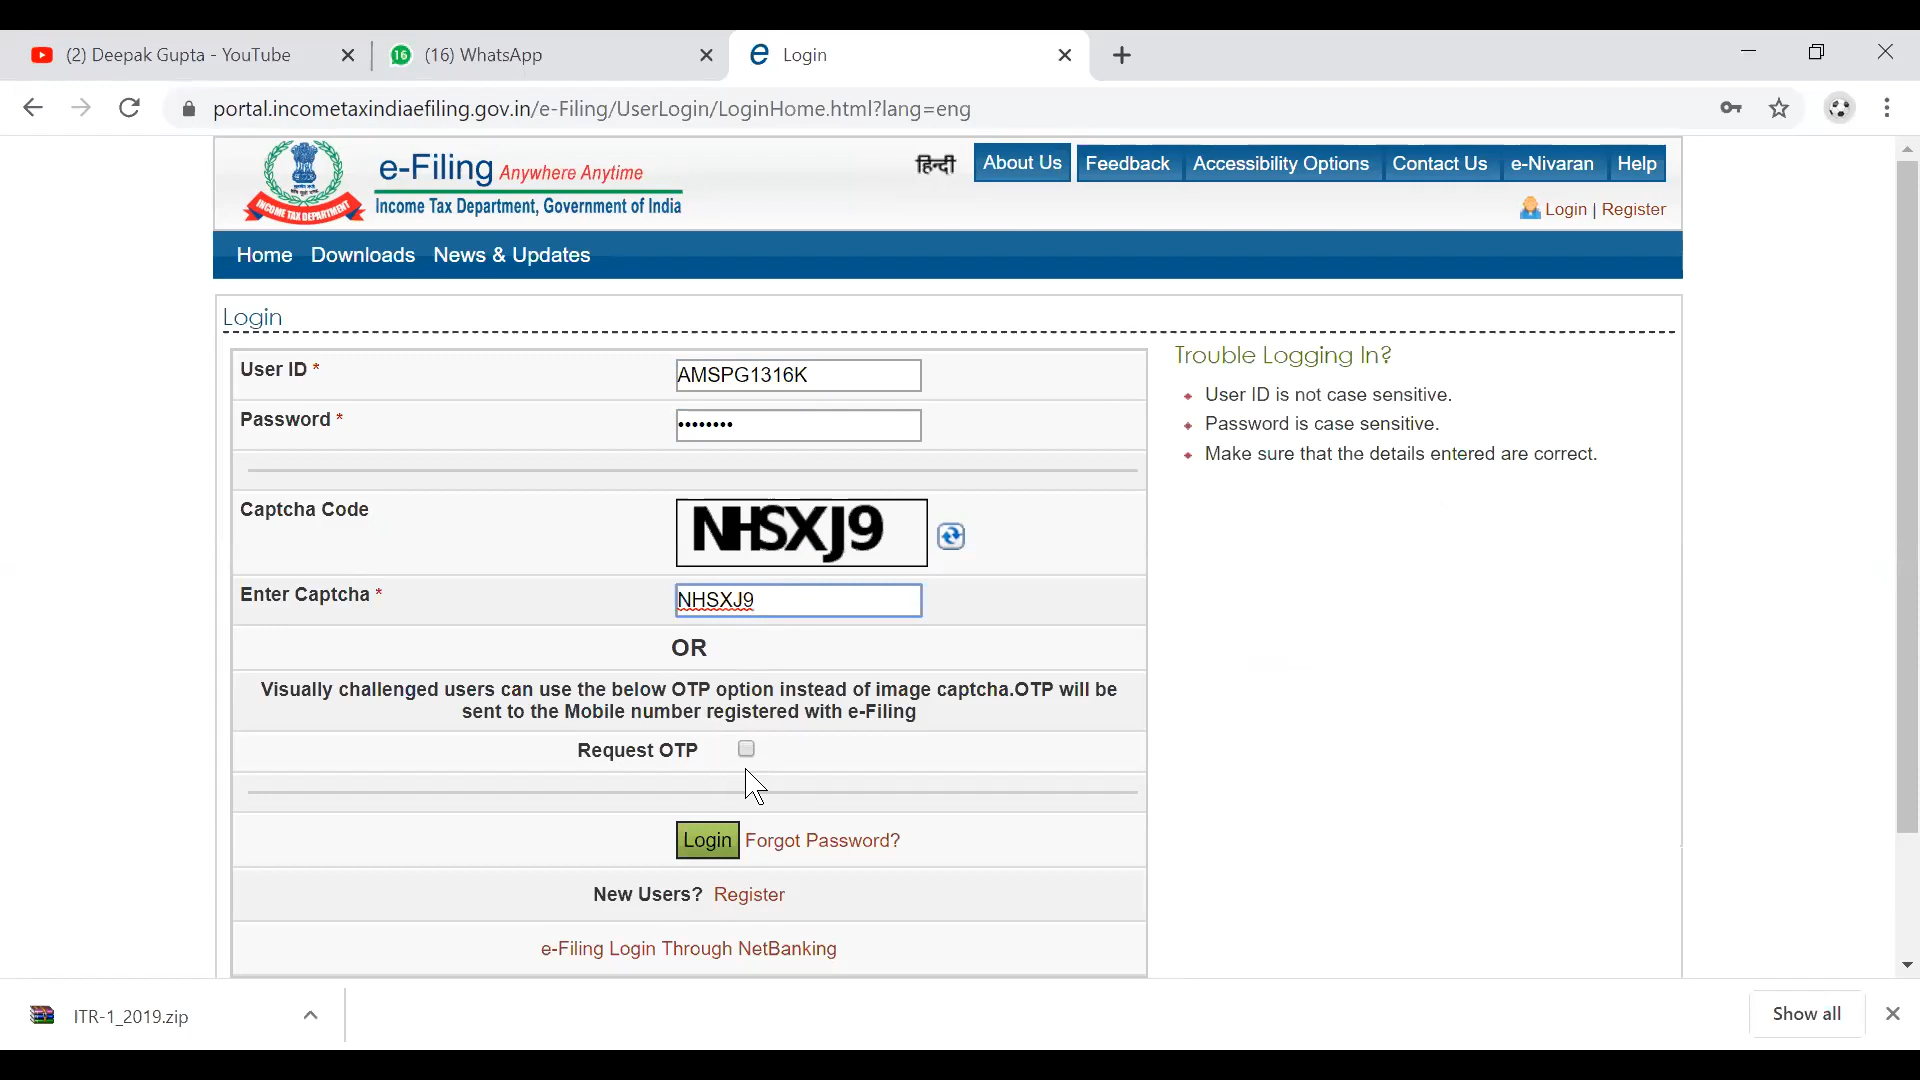 (2) Deepak Gupta - YouTube
16 (16) WhatsApp
Login
portal.incometaxindiaefiling.gov.in/e-Filing/UserLogin/LoginHome.html?lang=eng
e-Filing Anywhere Anytime
Income Tax Department, Government of India
INCOME TAX DEPARTMENT
हिन्दी About Us Feedback Accessibility Options Contact Us e-Nivaran Help
Login | Register
Home Downloads News & Updates
Login
User ID * AMSPG1316K
Password * ••••••••
Captcha Code NHSXJ9
Enter Captcha * NHSXJ9
OR
Visually challenged users can use the below OTP option instead of image captcha.OTP will be
sent to the Mobile number registered with e-Filing
Request OTP
Login Forgot Password?
New Users? Register
e-Filing Login Through NetBanking
Trouble Logging In?
User ID is not case sensitive.
Password is case sensitive.
Make sure that the details entered are correct.
ITR-1_2019.zip
Show all